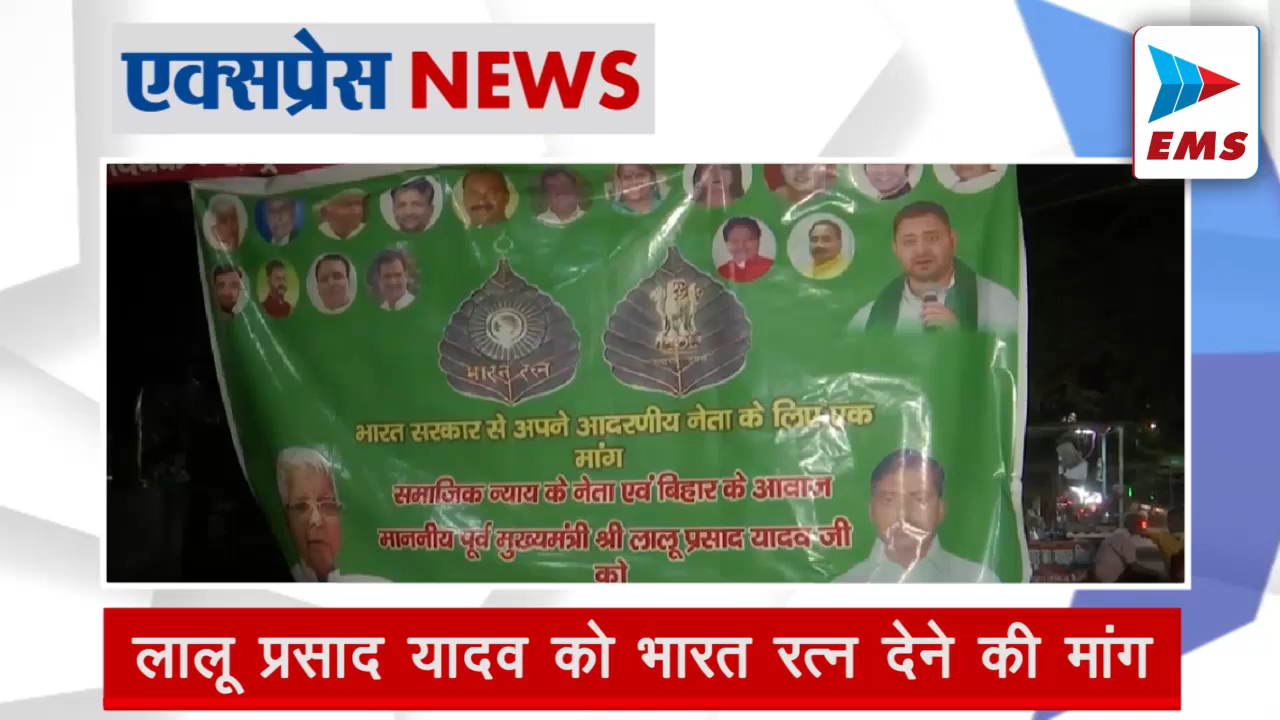 एक्सप्रेस NEWS
EMS
भारत रत्न
भारत सरकार से अपने आदरणीय नेता के लिए एक
मांग
समाजिक न्याय के नेता एवं बिहार के आवाज
माननीय पूर्व मुख्यमंत्री श्री लालू प्रसाद यादव जी
को
लालू प्रसाद यादव को भारत रत्न देने की मांग